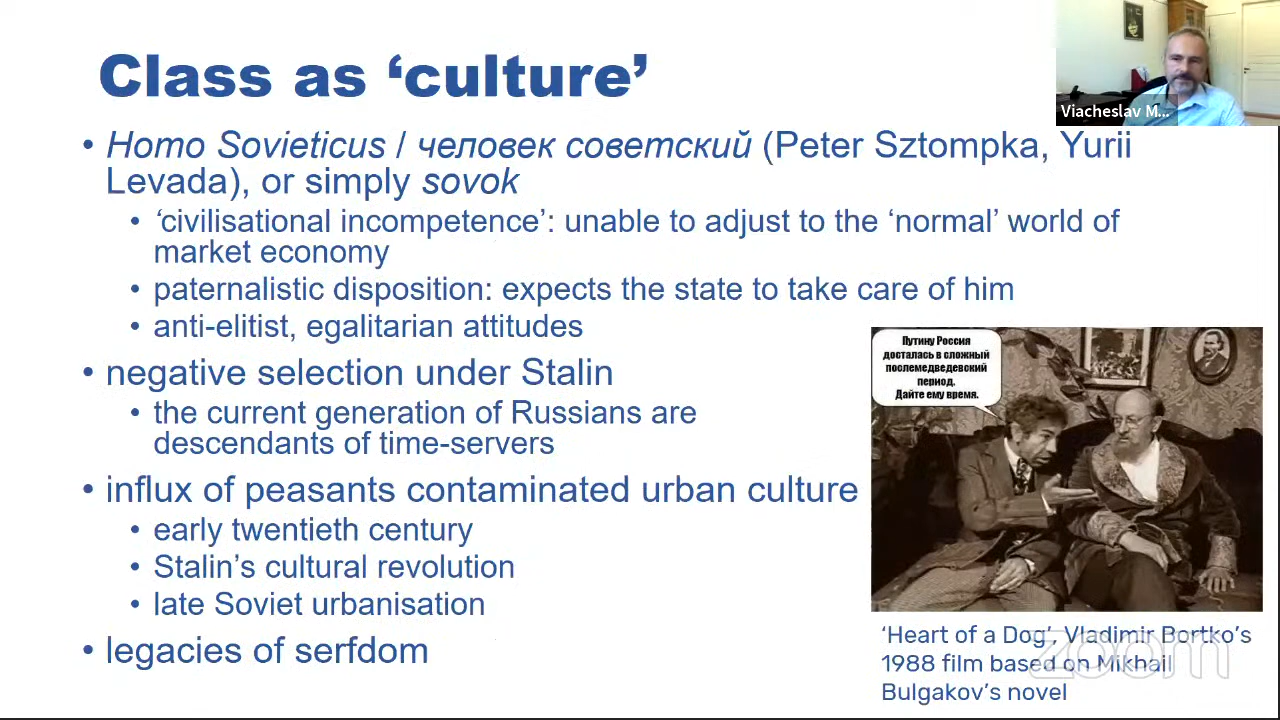 Class as ‘culture’
Viacheslav M...
• Homo Sovieticus / человек советский (Peter Sztompka, Yurii
Levada), or simply sovok
• ‘civilisational incompetence’: unable to adjust to the ‘normal’ world of
market economy
• paternalistic disposition: expects the state to take care of him
• anti-elitist, egalitarian attitudes
• negative selection under Stalin
• the current generation of Russians are
descendants of time-servers
• influx of peasants contaminated urban culture
• early twentieth century
• Stalin’s cultural revolution
• late Soviet urbanisation
• legacies of serfdom
Путину Россия
досталась в сложный
послемедведевский
период.
Дайте ему время.
‘Heart of a Dog’, Vladimir Bortko’s
1988 film based on Mikhail
Bulgakov’s novel
zoom